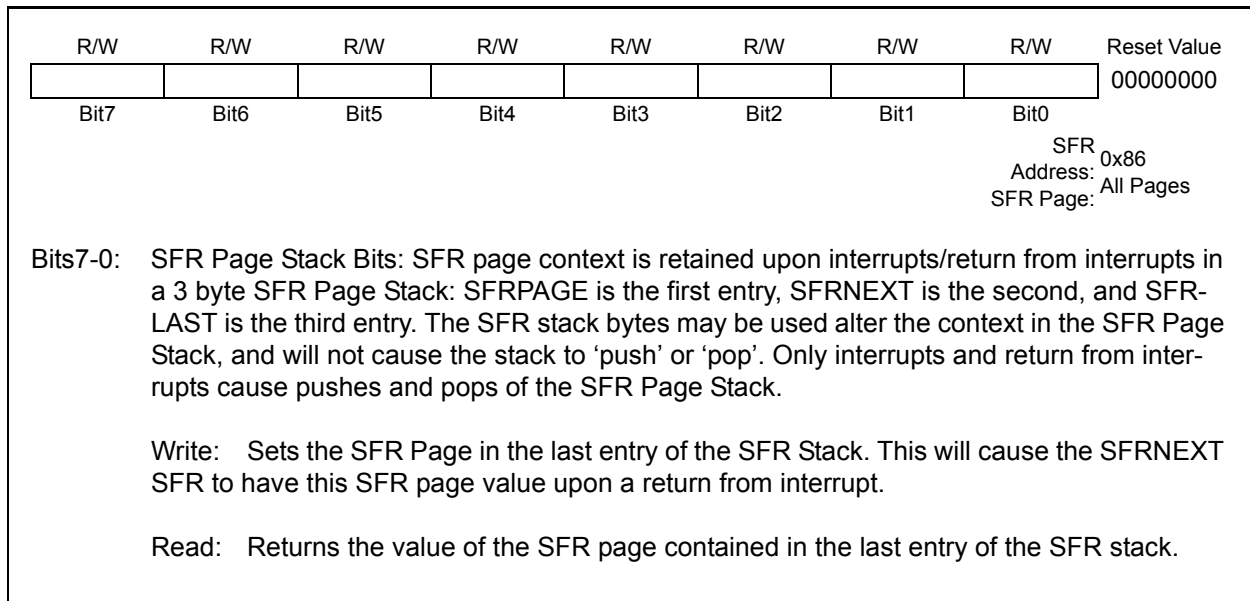 R/W R/W R/W R/W R/W R/W R/W R/W Reset Value
00000000
Bit7 Bit6 Bit5 Bit4 Bit3 Bit2 Bit1 Bit0
SFR Address: 0x86
SFR Page: All Pages
Bits7-0: SFR Page Stack Bits: SFR page context is retained upon interrupts/return from interrupts in
a 3 byte SFR Page Stack: SFRPAGE is the first entry, SFRNEXT is the second, and SFR-
LAST is the third entry. The SFR stack bytes may be used alter the context in the SFR Page
Stack, and will not cause the stack to ‘push’ or ‘pop’. Only interrupts and return from inter-
rupts cause pushes and pops of the SFR Page Stack.
Write: Sets the SFR Page in the last entry of the SFR Stack. This will cause the SFRNEXT
SFR to have this SFR page value upon a return from interrupt.
Read: Returns the value of the SFR page contained in the last entry of the SFR stack.